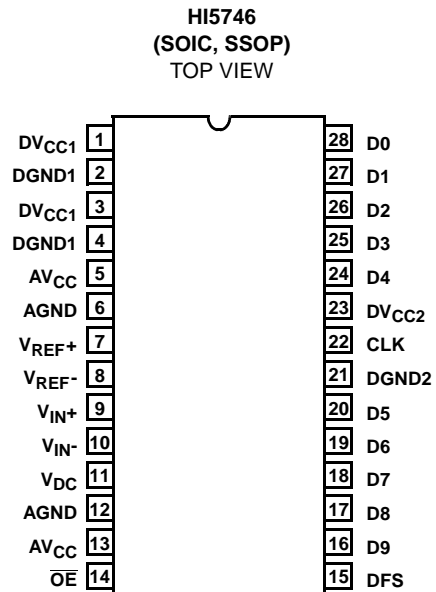 HI5746
(SOIC, SSOP)
TOP VIEW
DVCC1 1 28 D0
DGND1 2 27 D1
DVCC1 3 26 D2
DGND1 4 25 D3
AVCC 5 24 D4
AGND 6 23 DVCC2
VREF+ 7 22 CLK
VREF- 8 21 DGND2
VIN+ 9 20 D5
VIN- 10 19 D6
VDC 11 18 D7
AGND 12 17 D8
AVCC 13 16 D9
O̅E̅ 14 15 DFS